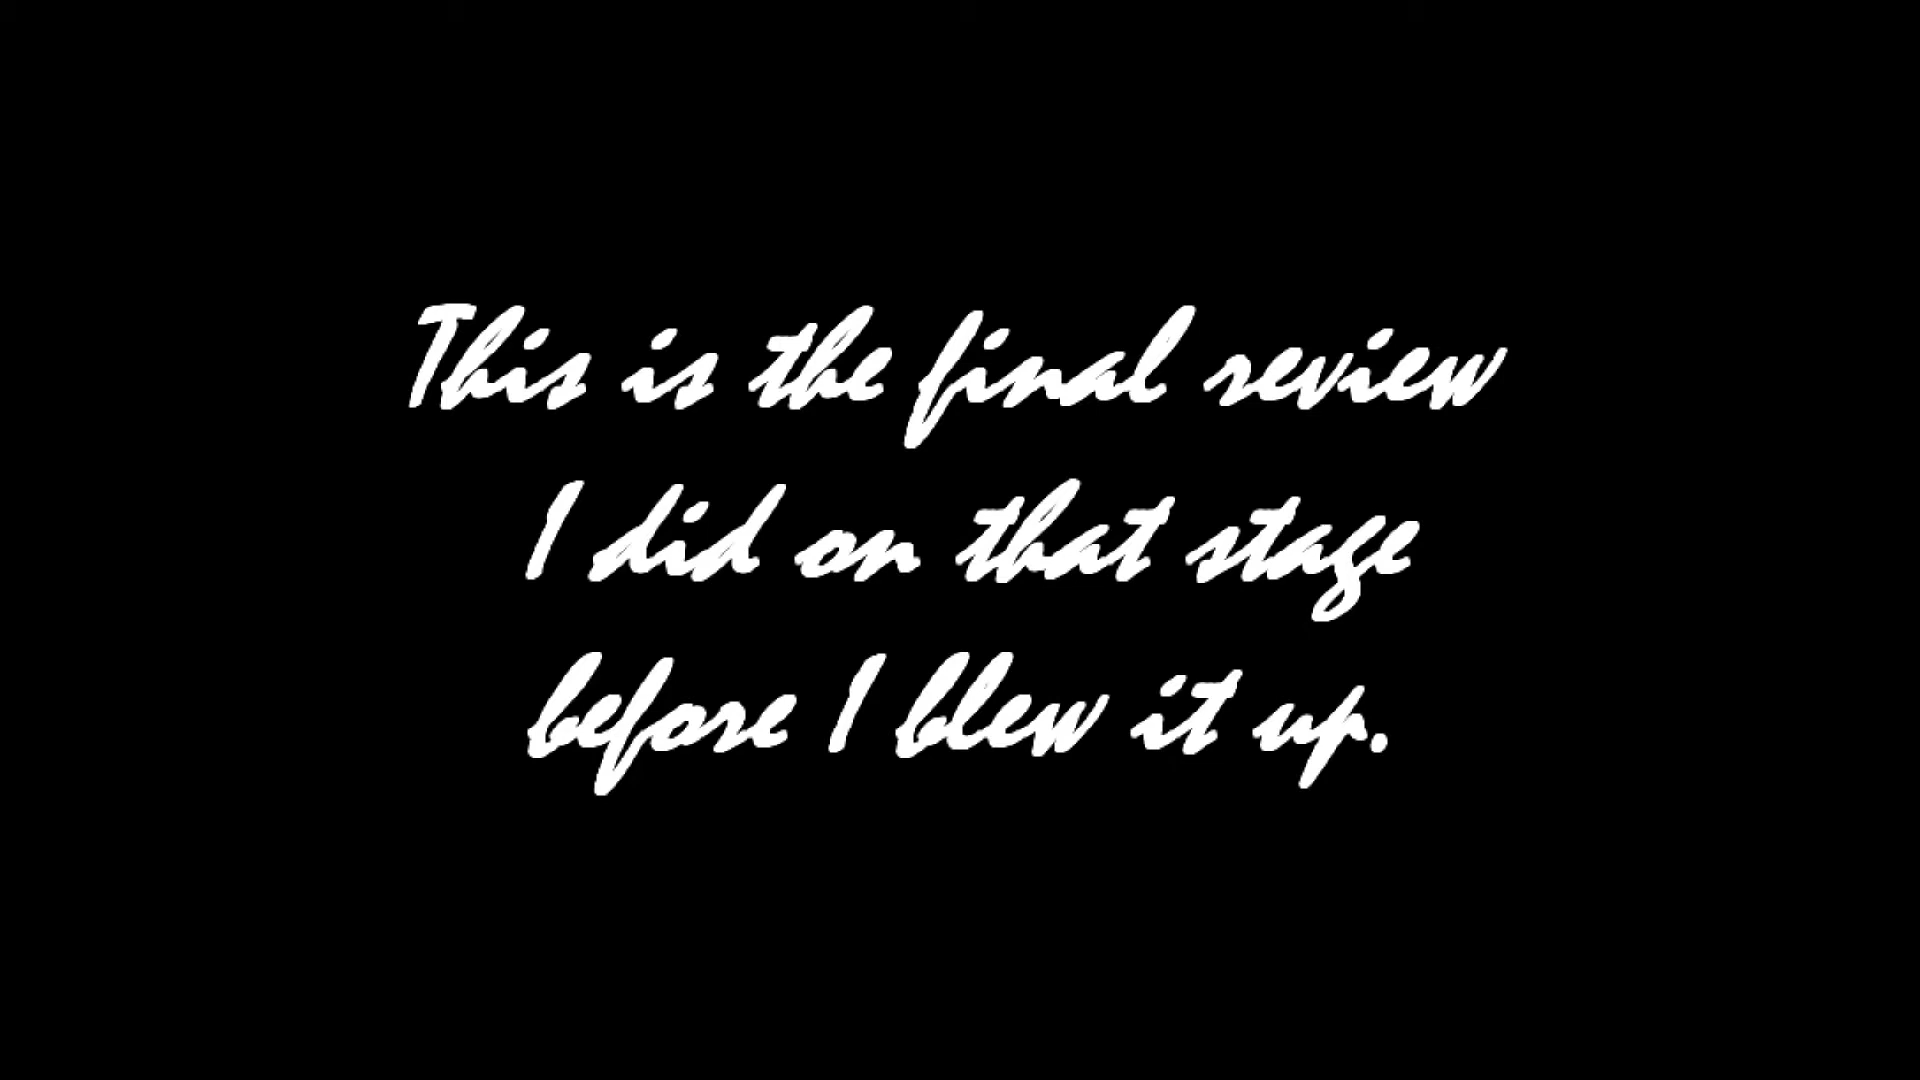 This is the final review
I did on that stage
before I blew it up.